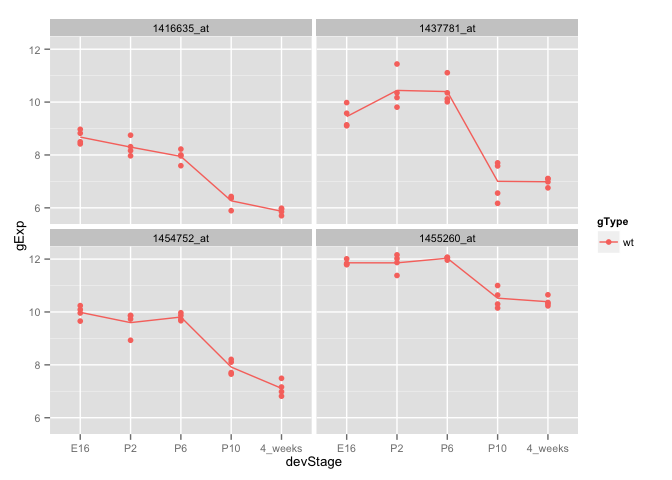 1416635_at 1437781_at
12
10
8
6
gExp
1454752_at 1455260_at
12
10
8
6
E16 P2 P6 P10 4_weeks E16 P2 P6 P10 4_weeks
devStage
gType
wt